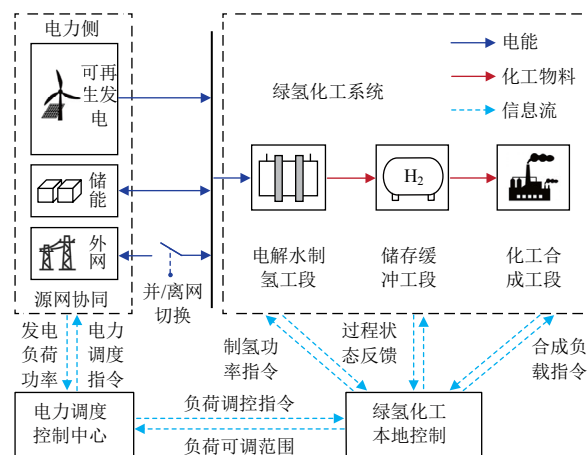 电力侧
可再
生发
电
储
能
外
网
源网协同
并/离网
切换
绿氢化工系统
电能
化工物料
信息流
H₂
电解水制
氢工段
储存缓
冲工段
化工合
成工段
发电
负荷
功率
电力
调度
指令
制氢功
率指令
过程状
态反馈
合成负
载指令
电力调度
控制中心
负荷调控指令
负荷可调范围
绿氢化工
本地控制